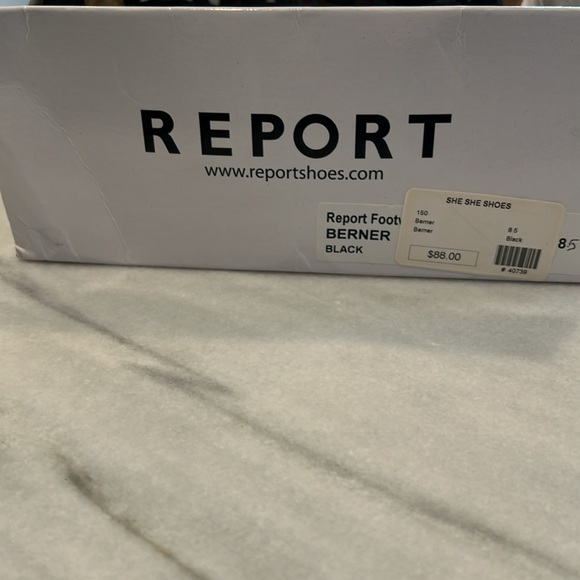 REPORT
www.reportshoes.com
Report Footw
BERNER
BLACK
SHE SHE SHOES
150
Berner
Berner
8.5
Black
$88.00
# 40739
85